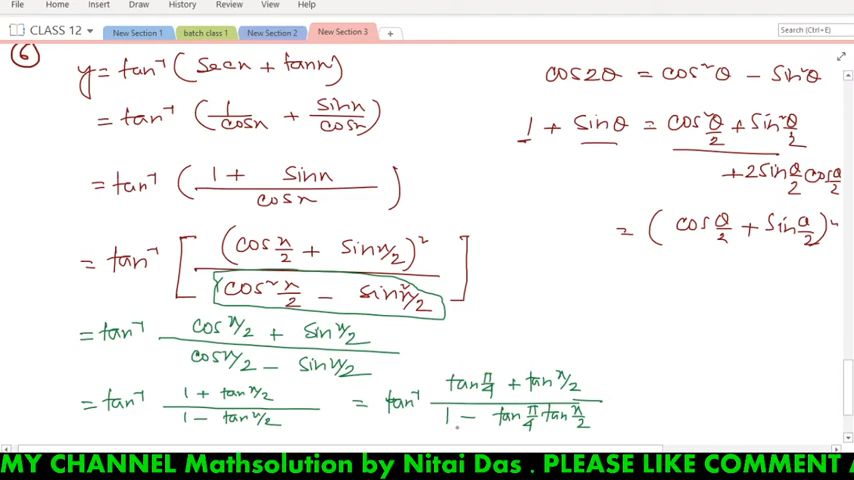 File Home Insert Draw History Review View Help
CLASS 12 New Section 1 batch class 1 New Section 2 New Section 3 + Search (Ctrl+E)
6
y = tan⁻¹ (secx + tanx)
= tan⁻¹ (1/cosx + sinx/cosx)
= tan⁻¹ ((1 + sinx)/cosx)
= tan⁻¹ [(cos x/2 + sin x/2)² / (cos² x/2 − sin² x/2)]
= tan⁻¹ (cos x/2 + sin x/2)/(cos x/2 − sin x/2)
= tan⁻¹ (1 + tan x/2)/(1 − tan x/2) = tan⁻¹ (tan π/4 + tan x/2)/(1 − tan π/4 tan x/2)
cos2θ = cos²θ − sin²θ
1 + sinθ = cos² θ/2 + sin² θ/2
+ 2 sin θ/2 cos θ/2
= (cos θ/2 + sin θ/2)²
MY CHANNEL Mathsolution by Nitai Das . PLEASE LIKE COMMENT